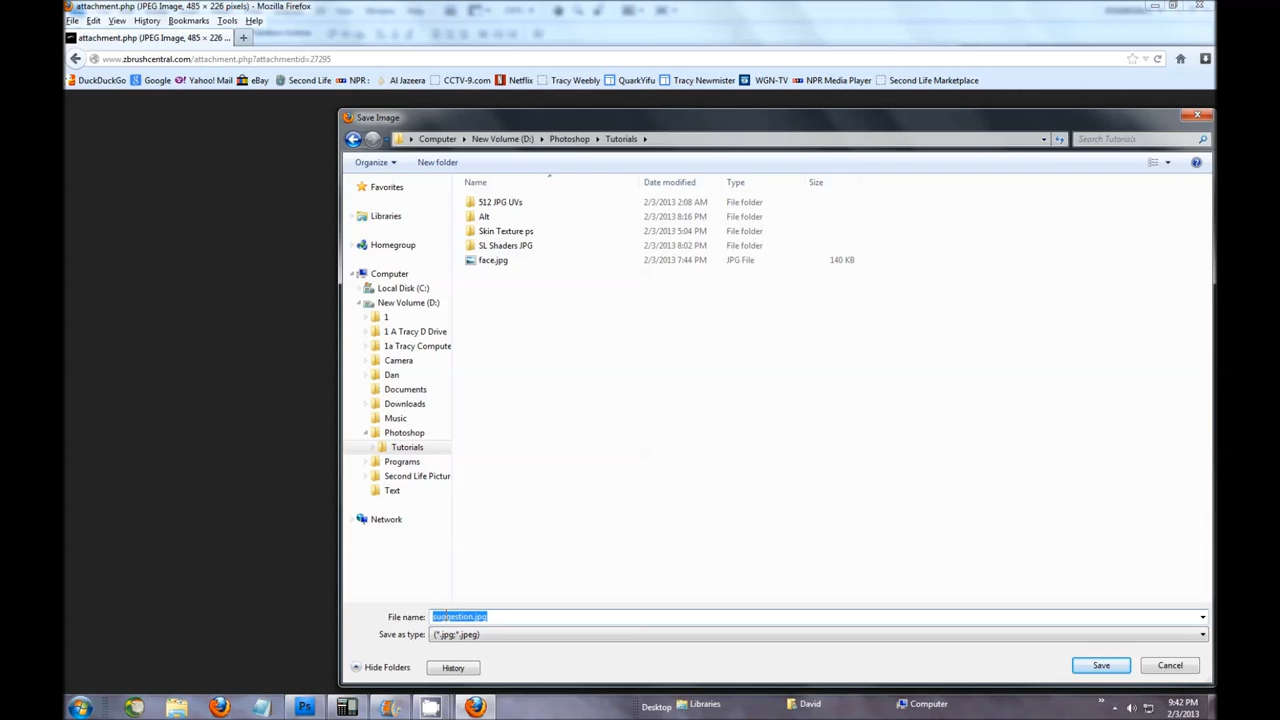 attachment.php (JPEG Image, 485 × 226 pixels) - Mozilla Firefox
File Edit View History Bookmarks Tools Help
attachment.php (JPEG Image, 485 × 226 ... +
www.zbrushcentral.com/attachment.php?attachmentid=27295
DuckDuckGo Google Yahoo! Mail eBay Second Life NPR : Al Jazeera CCTV-9.com Netflix Tracy Weebly QuarkYifu Tracy Newmister WGN-TV NPR Media Player Second Life Marketplace
Save Image
Computer New Volume (D:) Photoshop Tutorials Search Tutorials
Organize New folder
Name Date modified Type Size
Favorites
Libraries
Homegroup
Computer
Local Disk (C:)
New Volume (D:)
1
1 A Tracy D Drive
1a Tracy Compute
Camera
Dan
Documents
Downloads
Music
Photoshop
Tutorials
Programs
Second Life Pictur
Text
Network
512 JPG UVs 2/3/2013 2:08 AM File folder
Alt 2/3/2013 8:16 PM File folder
Skin Texture ps 2/3/2013 5:04 PM File folder
SL Shaders JPG 2/3/2013 8:02 PM File folder
face.jpg 2/3/2013 7:44 PM JPG File 140 KB
File name: suggestion.jpg
Save as type: (*.jpg;*.jpeg)
Hide Folders History Save Cancel
Ps Desktop Libraries David Computer 9:42 PM
2/3/2013